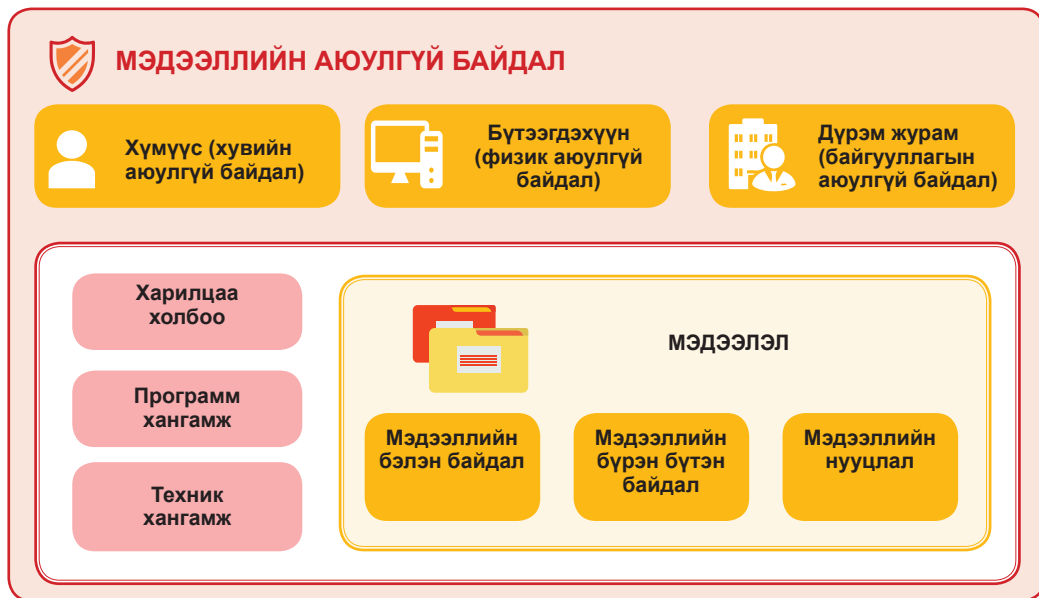 МЭДЭЭЛЛИЙН АЮУЛГҮЙ БАЙДАЛ
Хүмүүс (хувийн
аюулгүй байдал)
Бүтээгдэхүүн
(физик аюулгүй
байдал)
Дүрэм журам
(байгууллагын
аюулгүй байдал)
Харилцаа
холбоо
Программ
хангамж
Техник
хангамж
МЭДЭЭЛЭЛ
Мэдээллийн
бэлэн байдал
Мэдээллийн
бүрэн бүтэн
байдал
Мэдээллийн
нууцлал